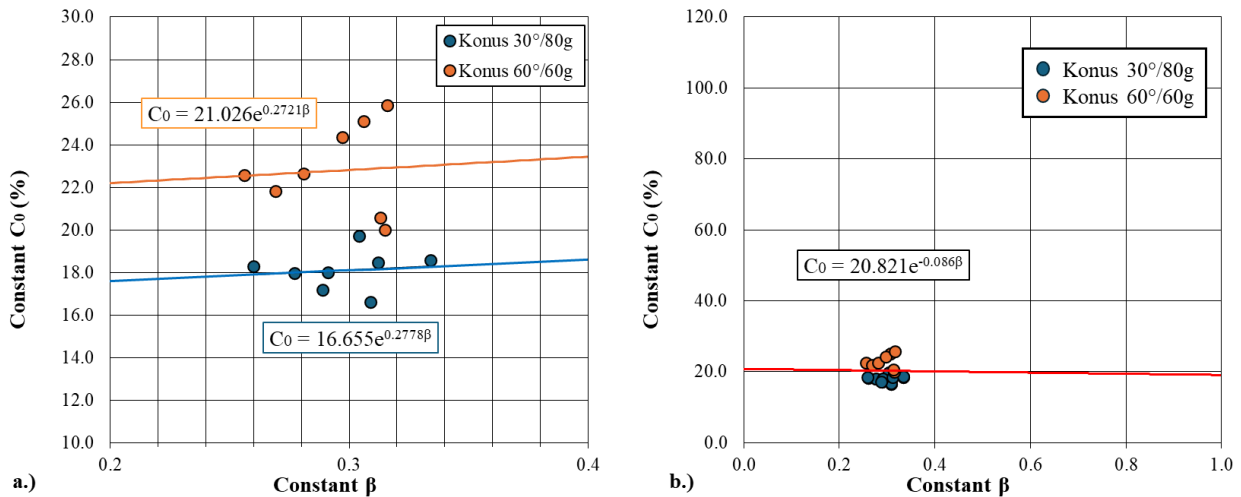 30.0
28.0
26.0
24.0
22.0
20.0
18.0
16.0
14.0
12.0
10.0
Constant C0 (%)
Konus 30°/80g
Konus 60°/60g
C0 = 21.026e0.2721β
C0 = 16.655e0.2778β
0.2
0.3
0.4
a.)
Constant β
120.0
100.0
80.0
60.0
40.0
20.0
0.0
Constant C0 (%)
Konus 30°/80g
Konus 60°/60g
C0 = 20.821e-0.086β
0.0
0.2
0.4
0.6
0.8
1.0
b.)
Constant β